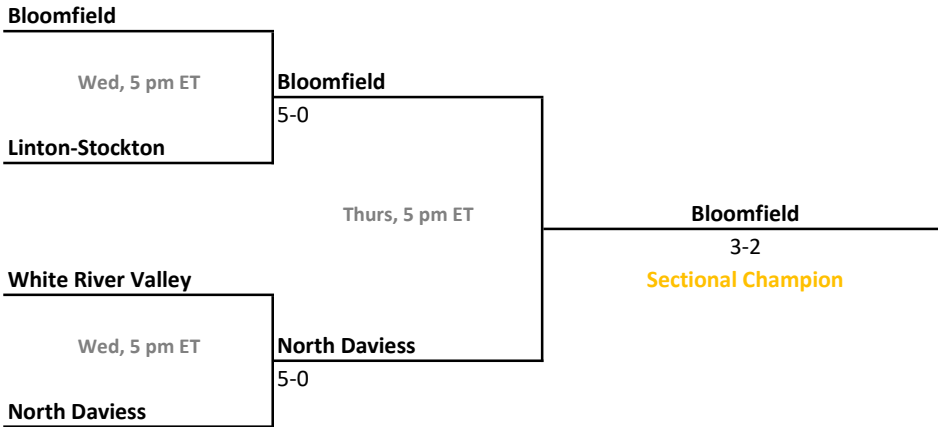 Bloomfield
Wed, 5 pm ET
Bloomfield
5-0
Linton-Stockton
Thurs, 5 pm ET
Bloomfield
3-2
Sectional Champion
White River Valley
Wed, 5 pm ET
North Daviess
5-0
North Daviess